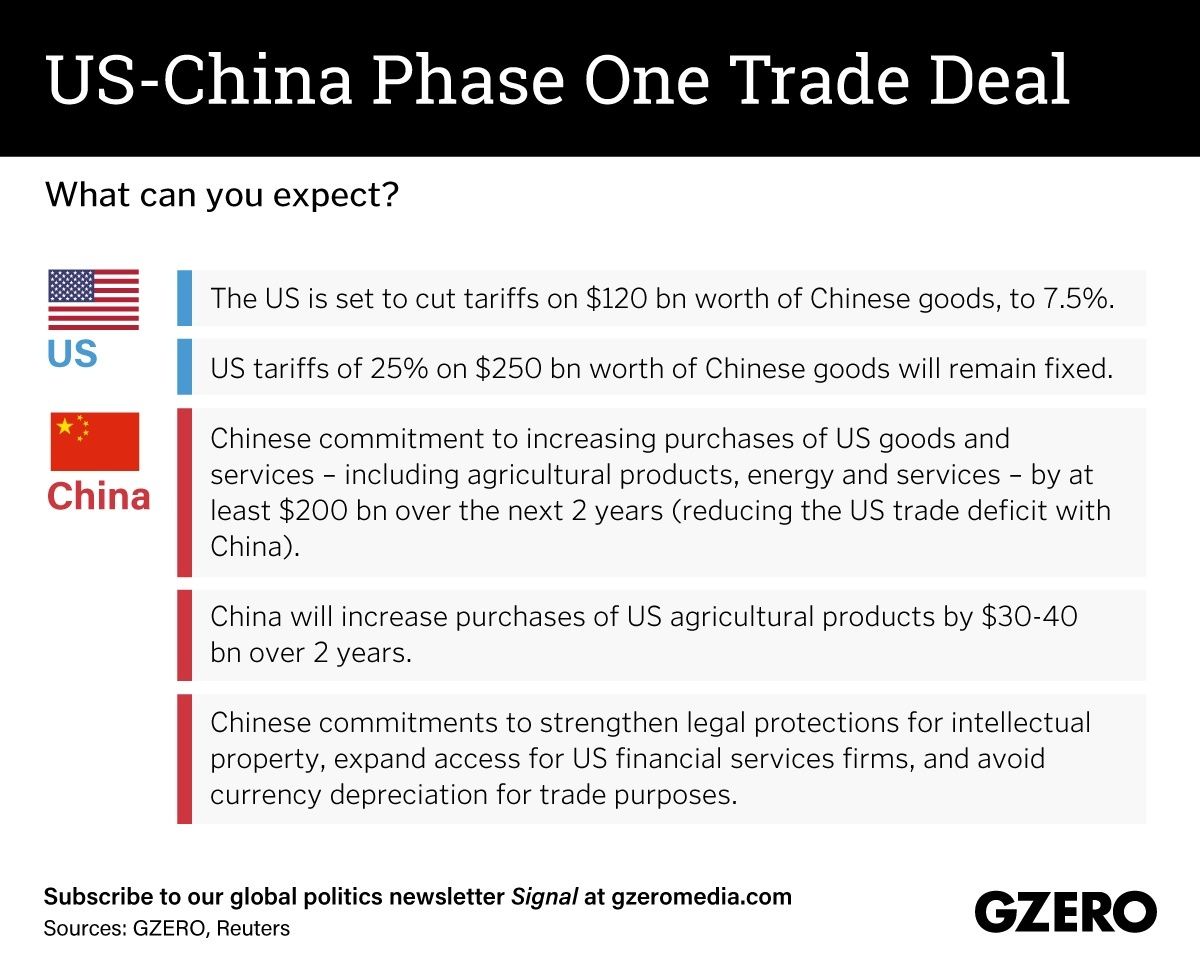 US-China Phase One Trade Deal
What can you expect?
US
The US is set to cut tariffs on $120 bn worth of Chinese goods, to 7.5%.
US tariffs of 25% on $250 bn worth of Chinese goods will remain fixed.
China
Chinese commitment to increasing purchases of US goods and
services – including agricultural products, energy and services – by at
least $200 bn over the next 2 years (reducing the US trade deficit with
China).
China will increase purchases of US agricultural products by $30-40
bn over 2 years.
Chinese commitments to strengthen legal protections for intellectual
property, expand access for US financial services firms, and avoid
currency depreciation for trade purposes.
Subscribe to our global politics newsletter Signal at gzeromedia.com
Sources: GZERO, Reuters
GZERO